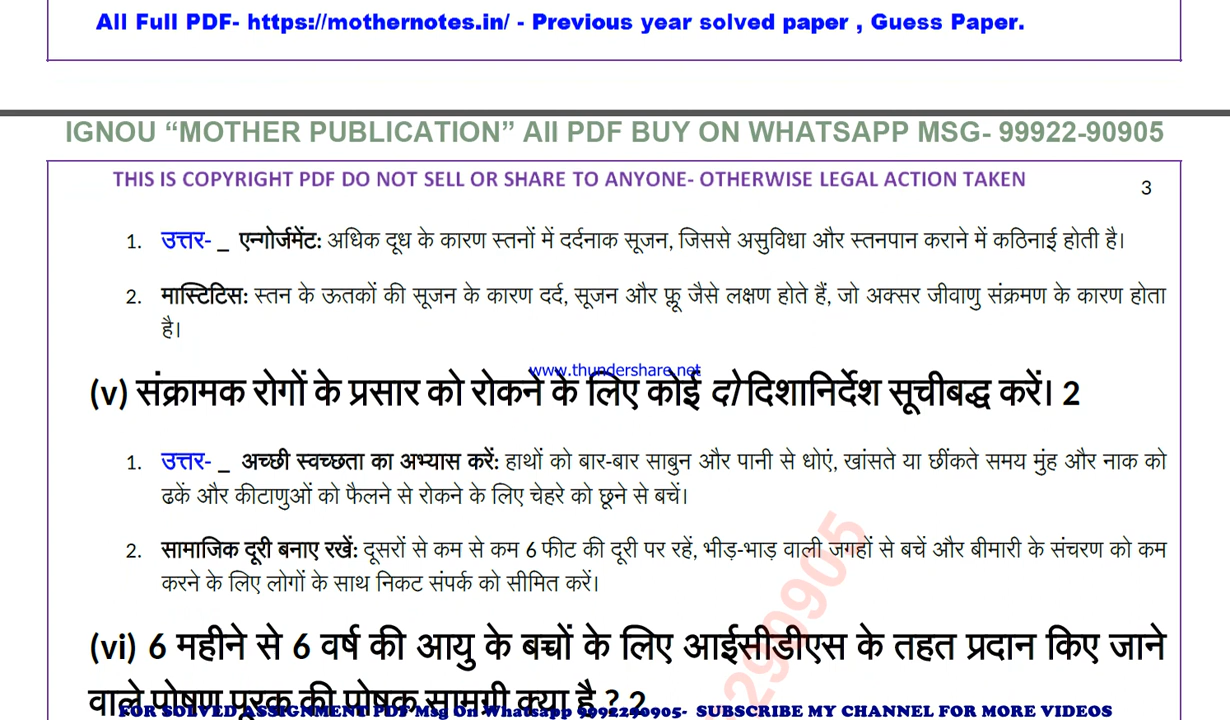 All Full PDF- https://mothernotes.in/ - Previous year solved paper , Guess Paper.
IGNOU “MOTHER PUBLICATION” All PDF BUY ON WHATSAPP MSG- 99922-90905
THIS IS COPYRIGHT PDF DO NOT SELL OR SHARE TO ANYONE- OTHERWISE LEGAL ACTION TAKEN
3
1. उत्तर- _ एन्गोर्जमेंट: अधिक दूध के कारण स्तनों में दर्दनाक सूजन, जिससे असुविधा और स्तनपान कराने में कठिनाई होती है।
2. मास्टिटिस: स्तन के ऊतकों की सूजन के कारण दर्द, सूजन और फ्लू जैसे लक्षण होते हैं, जो अक्सर जीवाणु संक्रमण के कारण होता
है।
www.thundershare.net
(v) संक्रामक रोगों के प्रसार को रोकने के लिए कोई दो दिशानिर्देश सूचीबद्ध करें। 2
1. उत्तर- _ अच्छी स्वच्छता का अभ्यास करें: हाथों को बार-बार साबुन और पानी से धोएं, खांसते या छींकते समय मुंह और नाक को
ढकें और कीटाणुओं को फैलने से रोकने के लिए चेहरे को छूने से बचें।
2. सामाजिक दूरी बनाए रखें: दूसरों से कम से कम 6 फीट की दूरी पर रहें, भीड़-भाड़ वाली जगहों से बचें और बीमारी के संचरण को कम
करने के लिए लोगों के साथ निकट संपर्क को सीमित करें।
290905
(vi) 6 महीने से 6 वर्ष की आयु के बच्चों के लिए आईसीडीएस के तहत प्रदान किए जाने
वाले पोषण पूरक की पोषक सामग्री क्या है ? 2
FOR SOLVED ASSIGNMENT PDF Msg On Whatsapp 9992290905- SUBSCRIBE MY CHANNEL FOR MORE VIDEOS